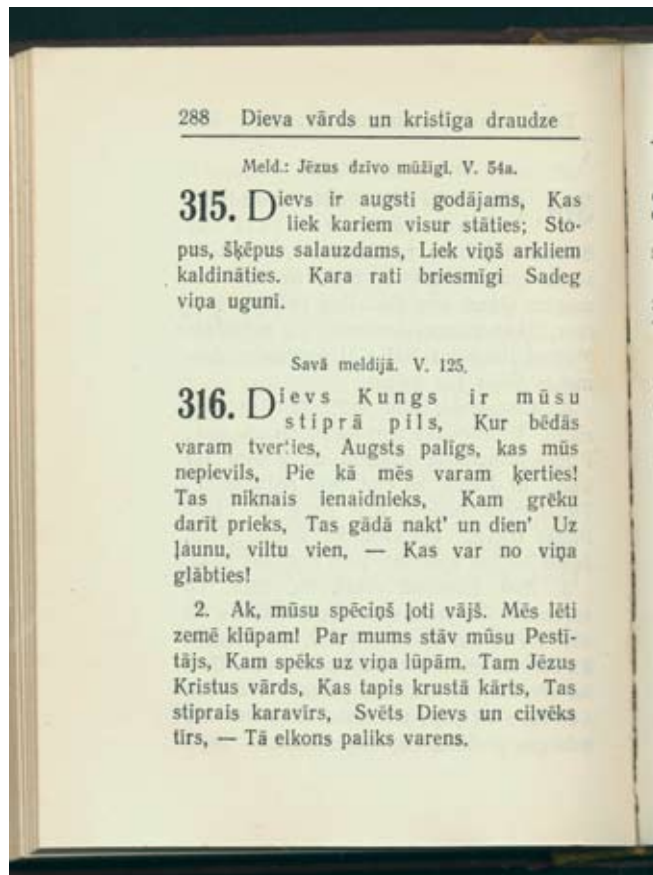 288 Dieva vārds un kristīga draudze
Meld.: Jēzus dzīvo mūžīgi. V. 54a.
315. Dievs ir augsti godājams, Kas
liek kariem visur stāties; Sto-
pus, šķēpus salauzdams, Liek viņš arkliem
kaldināties. Kara rati briesmīgi Sadeg
viņa ugunī.
Savā meldijā. V. 125.
316. Dievs Kungs ir mūsu
stiprā pils, Kur bēdās
varam tverties, Augsts palīgs, kas mūs
nepievils, Pie kā mēs varam ķerties!
Tas niknais ienaidnieks, Kam grēku
darīt prieks, Tas gādā nakt' un dien' Uz
ļaunu, viltu vien, — Kas var no viņa
glābties!
2. Ak, mūsu spēciņš ļoti vājš. Mēs lēti
zemē klūpam! Par mums stāv mūsu Pestī-
tājs, Kam spēks uz viņa lūpām. Tam Jēzus
Kristus vārds, Kas tapis krustā kārts, Tas
stiprais karavīrs, Svēts Dievs un cilvēks
tīrs, — Tā elkons paliks varens.